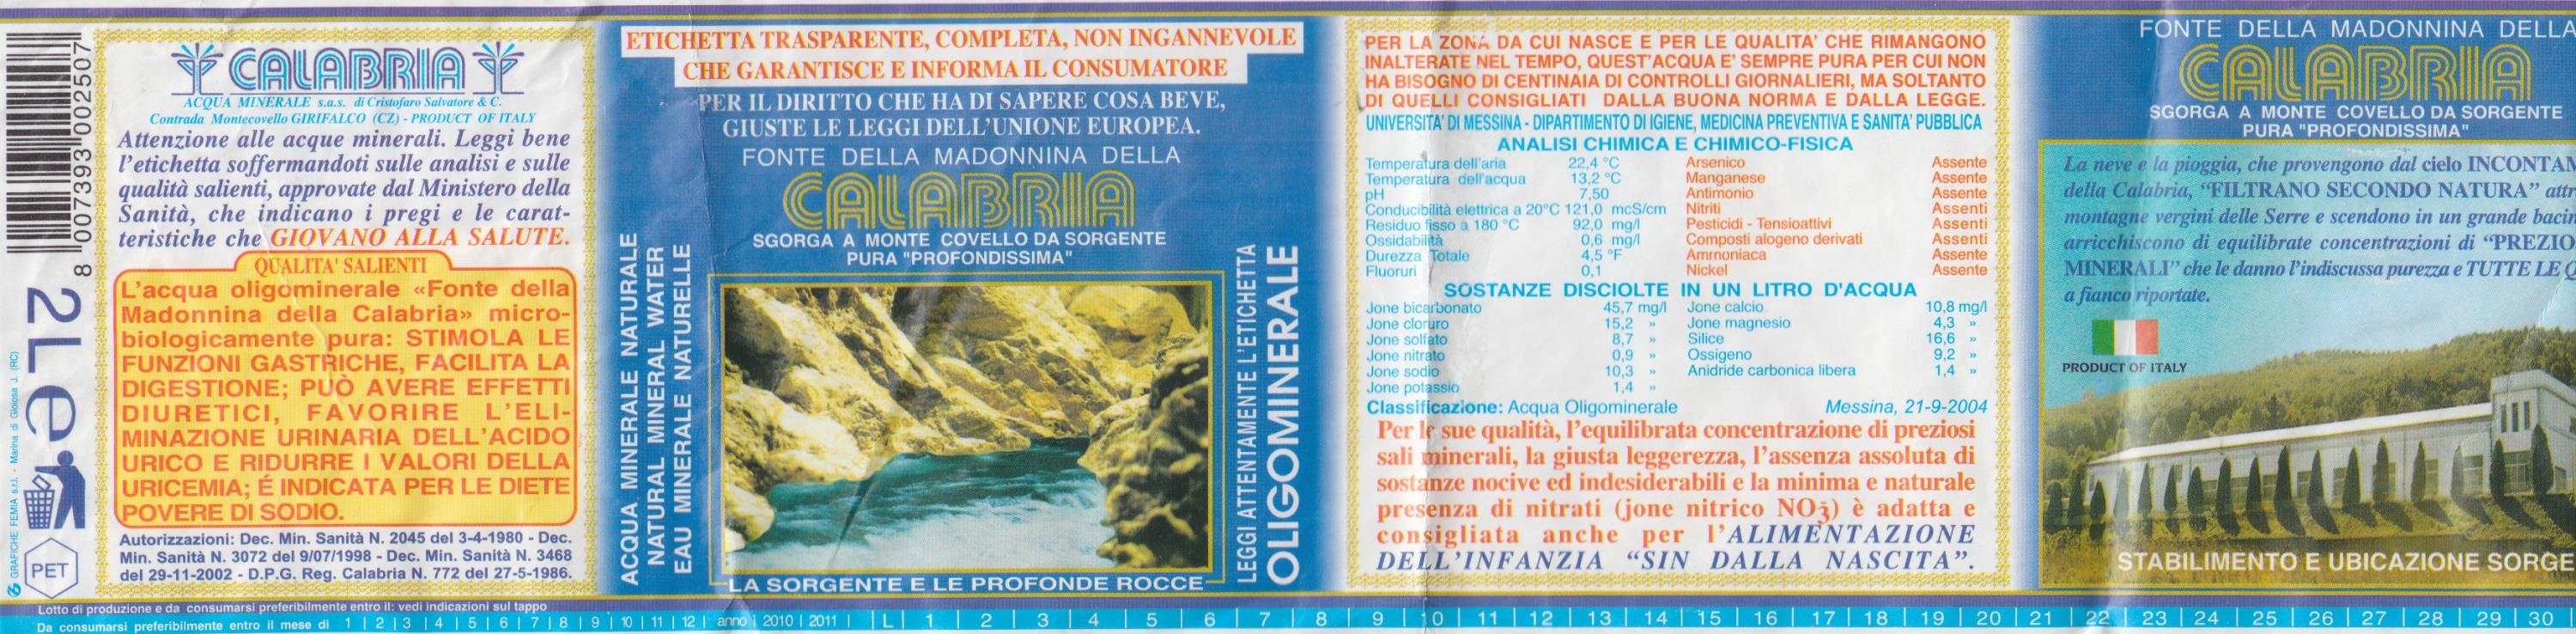 8 007393 002507
2L e
GRAFICHE FEMIA s.r.l. - Marina di Gioiosa J. (RC)
PET
CALABRIA
ACQUA MINERALE s.a.s. di Cristofaro Salvatore & C.
Contrada Montecovello GIRIFALCO (CZ) - PRODUCT OF ITALY
Attenzione alle acque minerali. Leggi bene
l'etichetta soffermandoti sulle analisi e sulle
qualità salienti, approvate dal Ministero della
Sanità, che indicano i pregi e le carat-
teristiche che GIOVANO ALLA SALUTE.
QUALITA' SALIENTI
L'acqua oligominerale «Fonte della
Madonnina della Calabria» micro-
biologicamente pura: STIMOLA LE
FUNZIONI GASTRICHE, FACILITA LA
DIGESTIONE; PUÒ AVERE EFFETTI
DIURETICI, FAVORIRE L'ELI-
MINAZIONE URINARIA DELL'ACIDO
URICO E RIDURRE I VALORI DELLA
URICEMIA; É INDICATA PER LE DIETE
POVERE DI SODIO.
Autorizzazioni: Dec. Min. Sanità N. 2045 del 3-4-1980 - Dec.
Min. Sanità N. 3072 del 9/07/1998 - Dec. Min. Sanità N. 3468
del 29-11-2002 - D.P.G. Reg. Calabria N. 772 del 27-5-1986.
ETICHETTA TRASPARENTE, COMPLETA, NON INGANNEVOLE
CHE GARANTISCE E INFORMA IL CONSUMATORE
PER IL DIRITTO CHE HA DI SAPERE COSA BEVE,
GIUSTE LE LEGGI DELL'UNIONE EUROPEA.
FONTE DELLA MADONNINA DELLA
CALABRIA
SGORGA A MONTE COVELLO DA SORGENTE
PURA "PROFONDISSIMA"
ACQUA MINERALE NATURALE
NATURAL MINERAL WATER
EAU MINERALE NATURELLE
LA SORGENTE E LE PROFONDE ROCCE
LEGGI ATTENTAMENTE L'ETICHETTA
OLIGOMINERALE
PER LA ZONA DA CUI NASCE E PER LE QUALITA' CHE RIMANGONO
INALTERATE NEL TEMPO, QUEST'ACQUA E' SEMPRE PURA PER CUI NON
HA BISOGNO DI CENTINAIA DI CONTROLLI GIORNALIERI, MA SOLTANTO
DI QUELLI CONSIGLIATI DALLA BUONA NORMA E DALLA LEGGE.
UNIVERSITA' DI MESSINA - DIPARTIMENTO DI IGIENE, MEDICINA PREVENTIVA E SANITA' PUBBLICA
ANALISI CHIMICA E CHIMICO-FISICA
Temperatura dell'aria 22,4 °C Arsenico Assente
Temperatura dell'acqua 13,2 °C Manganese Assente
pH 7,50 Antimonio Assente
Conducibilità elettrica a 20°C 121,0 mcS/cm Nitriti Assenti
Residuo fisso a 180 °C 92,0 mg/l Pesticidi - Tensioattivi Assenti
Ossidabilità 0,6 mg/l Composti alogeno derivati Assenti
Durezza Totale 4,5 °F Ammoniaca Assente
Fluoruri 0,1 Nickel Assente
SOSTANZE DISCIOLTE IN UN LITRO D'ACQUA
Jone bicarbonato 45,7 mg/l Jone calcio 10,8 mg/l
Jone cloruro 15,2 » Jone magnesio 4,3 »
Jone solfato 8,7 » Silice 16,6 »
Jone nitrato 0,9 » Ossigeno 9,2 »
Jone sodio 10,3 » Anidride carbonica libera 1,4 »
Jone potassio 1,4 »
Classificazione: Acqua Oligominerale Messina, 21-9-2004
Per le sue qualità, l'equilibrata concentrazione di preziosi
sali minerali, la giusta leggerezza, l'assenza assoluta di
sostanze nocive ed indesiderabili e la minima e naturale
presenza di nitrati (jone nitrico NO3) è adatta e
consigliata anche per l'ALIMENTAZIONE
DELL'INFANZIA "SIN DALLA NASCITA".
FONTE DELLA MADONNINA DELLA
CALABRIA
SGORGA A MONTE COVELLO DA SORGENTE
PURA "PROFONDISSIMA"
La neve e la pioggia, che provengono dal cielo INCONTAM
della Calabria, "FILTRANO SECONDO NATURA" attr
montagne vergini delle Serre e scendono in un grande bacin
arricchiscono di equilibrate concentrazioni di "PREZIO
MINERALI" che le danno l'indiscussa purezza e TUTTE LE Q
a fianco riportate.
PRODUCT OF ITALY
STABILIMENTO E UBICAZIONE SORGE
Lotto di produzione e da consumarsi preferibilmente entro il: vedi indicazioni sul tappo
Da consumarsi preferibilmente entro il mese di 1 | 2 | 3 | 4 | 5 | 6 | 7 | 8 | 9 | 10 | 11 | 12 | anno | 2010 | 2011 | | L | 1 | 2 | 3 | 4 | 5 | 6 | 7 | 8 | 9 | 10 | 11 | 12 | 13 | 14 | 15 | 16 | 17 | 18 | 19 | 20 | 21 | 22 | 23 | 24 | 25 | 26 | 27 | 28 | 29 | 30